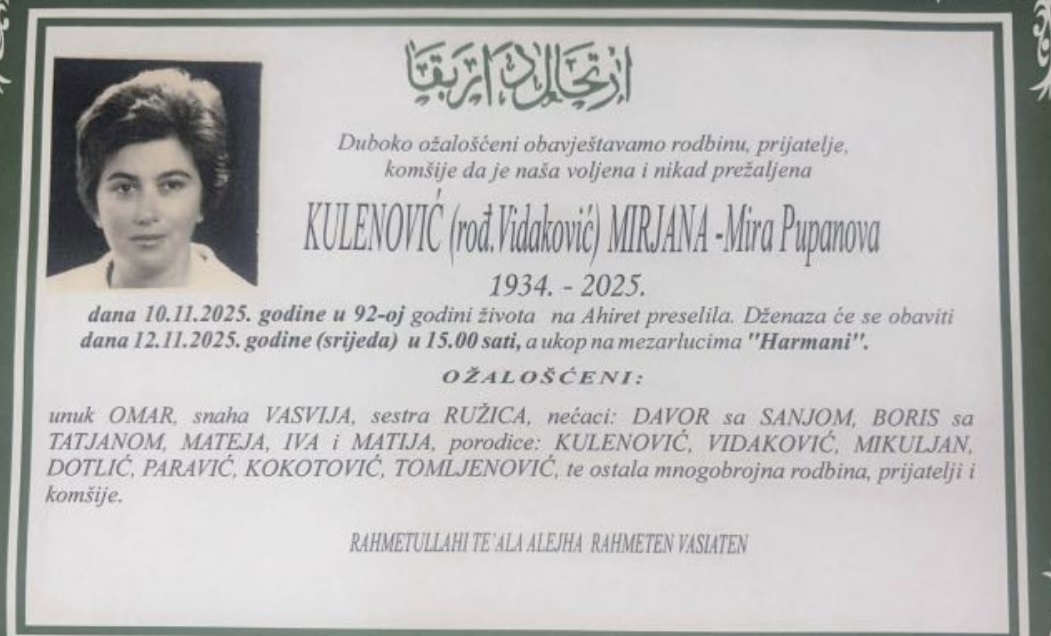 ارتحال دار بقا
Duboko ožalošćeni obavještavamo rodbinu, prijatelje,
komšije da je naša voljena i nikad prežaljena
KULENOVIĆ (rođ.Vidaković) MIRJANA -Mira Pupanova
1934. - 2025.
dana 10.11.2025. godine u 92-oj godini života na Ahiret preselila. Dženaza će se obaviti
dana 12.11.2025. godine (srijeda) u 15.00 sati, a ukop na mezarlucima "Harmani".
OŽALOŠĆENI:
unuk OMAR, snaha VASVIJA, sestra RUŽICA, nećaci: DAVOR sa SANJOM, BORIS sa
TATJANOM, MATEJA, IVA i MATIJA, porodice: KULENOVIĆ, VIDAKOVIĆ, MIKULJAN,
DOTLIĆ, PARAVIĆ, KOKOTOVIĆ, TOMLJENOVIĆ, te ostala mnogobrojna rodbina, prijatelji i
komšije.
RAHMETULLAHI TE'ALA ALEJHA RAHMETEN VASIATEN